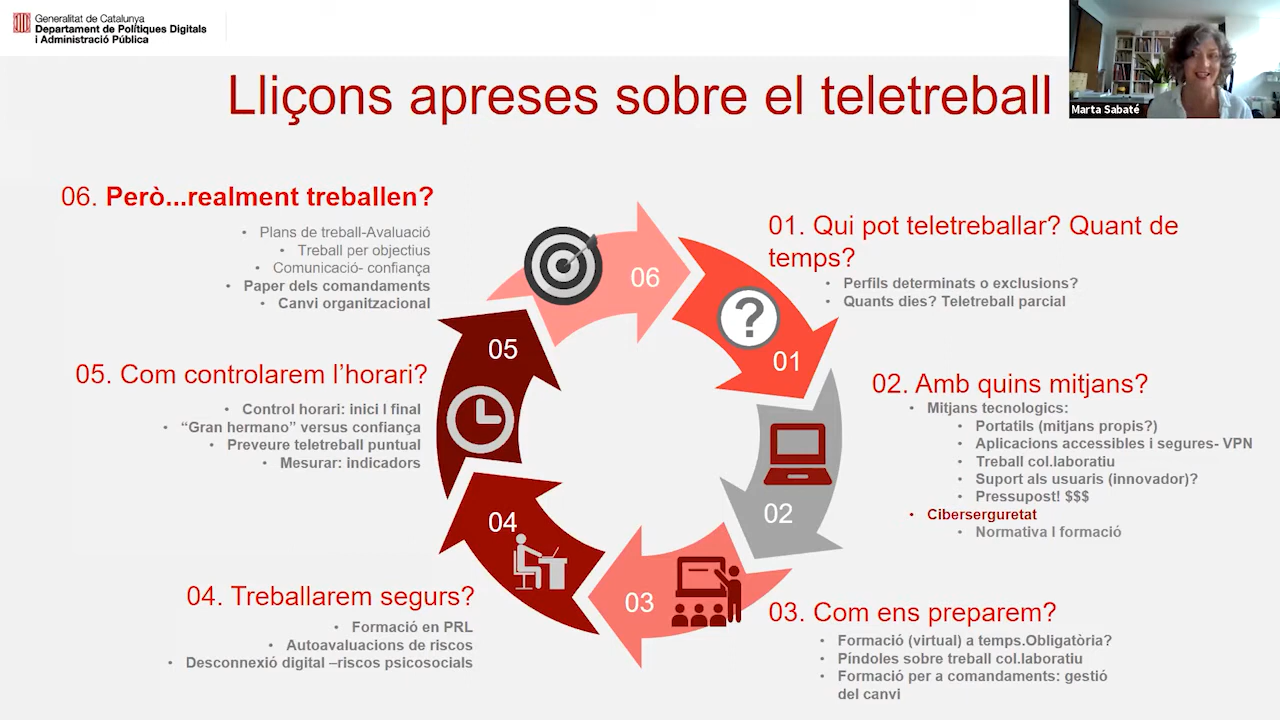 Generalitat de Catalunya
Departament de Polítiques Digitals
i Administració Pública
Marta Sabaté
Lliçons apreses sobre el teletreball
06. Però...realment treballen?
• Plans de treball-Avaluació
• Treball per objectius
• Comunicació- confiança
• Paper dels comandaments
• Canvi organitzacional
01. Qui pot teletreballar? Quant de
temps?
• Perfils determinats o exclusions?
• Quants dies? Teletreball parcial
05. Com controlarem l'horari?
• Control horari: inici I final
• "Gran hermano" versus confiança
• Preveure teletreball puntual
• Mesurar: indicadors
02. Amb quins mitjans?
• Mitjans tecnologics:
• Portatils (mitjans propis?)
• Aplicacions accessibles i segures- VPN
• Treball col.laboratiu
• Suport als usuaris (innovador)?
• Pressupost! $$$
• Ciberserguretat
• Normativa I formació
04. Treballarem segurs?
• Formació en PRL
• Autoavaluacions de riscos
• Desconnexió digital –riscos psicosocials
03. Com ens preparem?
• Formació (virtual) a temps.Obligatòria?
• Píndoles sobre treball col.laboratiu
• Formació per a comandaments: gestió
del canvi
06
?
01
05
02
04
03